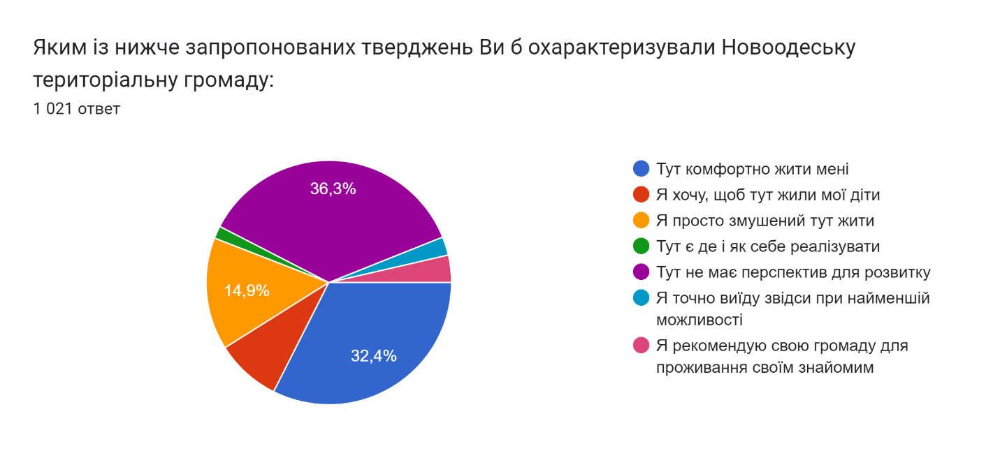 Яким із нижче запропонованих тверджень Ви б охарактеризували Новоодеську
територіальну громаду:
1 021 ответ
36,3%
14,9%
32,4%
Тут комфортно жити мені
Я хочу, щоб тут жили мої діти
Я просто змушений тут жити
Тут є де і як себе реалізувати
Тут не має перспектив для розвитку
Я точно виїду звідси при найменшій
можливості
Я рекомендую свою громаду для
проживання своїм знайомим